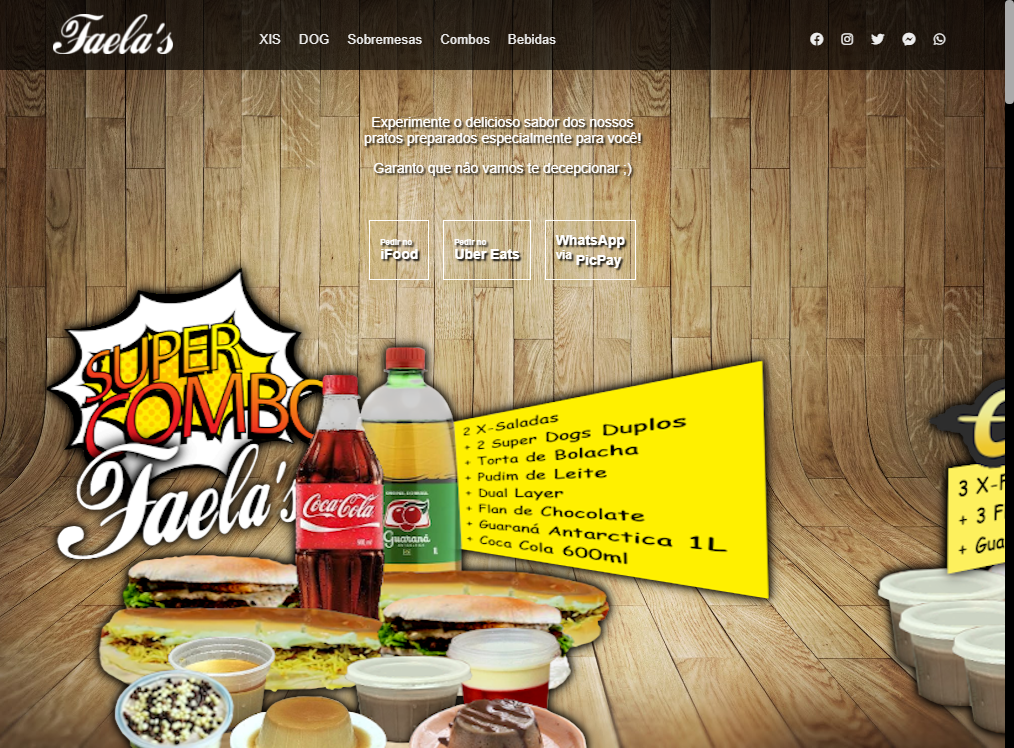 Faela's
XIS DOG Sobremesas Combos Bebidas
Experimente o delicioso sabor dos nossos
pratos preparados especialmente para você!
Garanto que não vamos te decepcionar ;)
Pedir no
iFood
Pedir no
Uber Eats
WhatsApp
via PicPay
SUPER
COMBO
Faela's
Coca-Cola
600 ml
Guaraná
2 X-Saladas
+ 2 Super Dogs Duplos
+ Torta de Bolacha
+ Pudim de Leite
+ Dual Layer
+ Flan de Chocolate
+ Guaraná Antarctica 1L
+ Coca Cola 600ml
3 X-F
+ 3 F
+ Gua